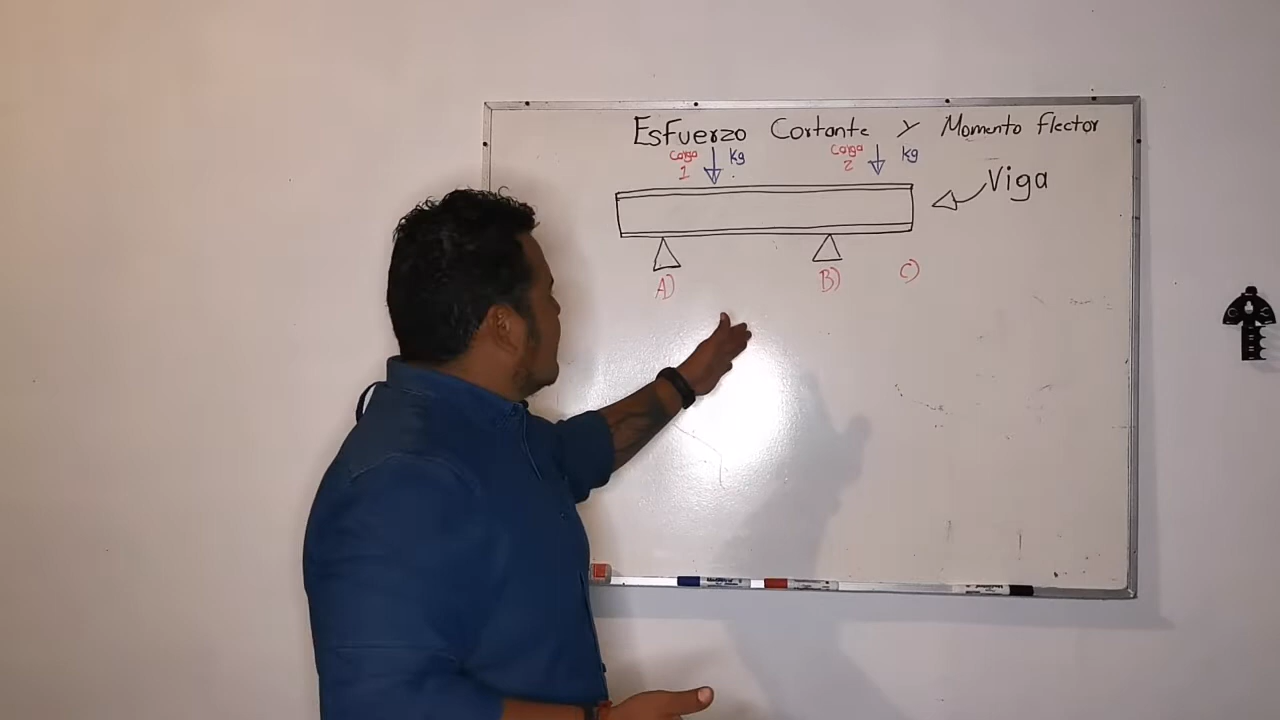 Esfuerzo Cortante y Momento flector
Carga 1 kg
Carga 2 kg
Viga
A) B) C)